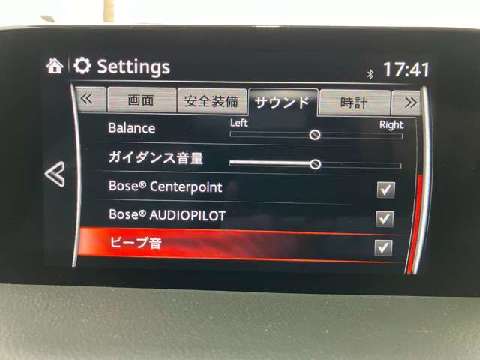 Settings 17:41
画面 安全装備 サウンド 時計
Balance Left Right
ガイダンス音量
Bose® Centerpoint
Bose® AUDIOPILOT
ビープ音